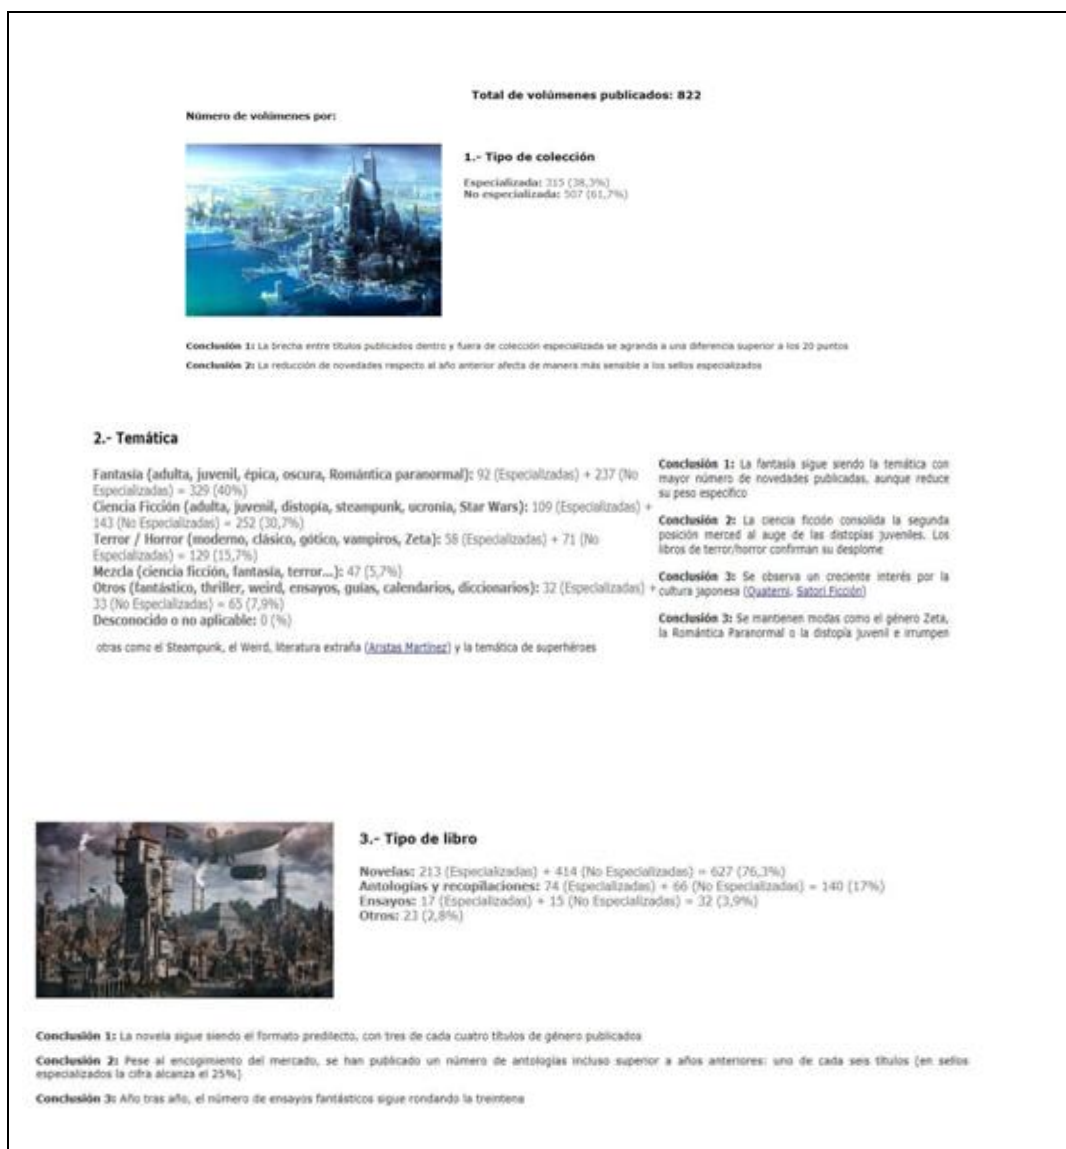 Total de volúmenes publicados: 822
Número de volúmenes por:
1.- Tipo de colección
Especializada: 315 (38,3%)
No especializada: 507 (61,7%)
Conclusión 1: La brecha entre títulos publicados dentro y fuera de colección especializada se agranda a una diferencia superior a los 20 puntos
Conclusión 2: La reducción de novedades respecto al año anterior afecta de manera más sensible a los sellos especializados
2.- Temática
Fantasía (adulta, juvenil, épica, oscura, Romántica paranormal): 92 (Especializadas) + 237 (No
Especializadas) = 329 (40%)
Ciencia Ficción (adulta, juvenil, distopía, steampunk, ucronía, Star Wars): 109 (Especializadas) +
143 (No Especializadas) = 252 (30,7%)
Terror / Horror (moderno, clásico, gótico, vampiros, Zeta): 58 (Especializadas) + 71 (No
Especializadas) = 129 (15,7%)
Mezcla (ciencia ficción, fantasía, terror...): 47 (5,7%)
Otros (fantástico, thriller, weird, ensayos, guías, calendarios, diccionarios): 32 (Especializadas) +
33 (No Especializadas) = 65 (7,9%)
Desconocido o no aplicable: 0 (%)
Conclusión 1: La fantasía sigue siendo la temática con
mayor número de novedades publicadas, aunque reduce
su peso específico
Conclusión 2: La ciencia ficción consolida la segunda
posición merced al auge de las distopías juveniles. Los
libros de terror/horror confirman su desplome
Conclusión 3: Se observa un creciente interés por la
cultura japonesa (Quaterni, Satori Ficción)
Conclusión 3: Se mantienen modas como el género Zeta,
la Romántica Paranormal o la distopía juvenil e irrumpen
otras como el Steampunk, el Weird, literatura extraña (Aristas Martínez) y la temática de superhéroes
3.- Tipo de libro
Novelas: 213 (Especializadas) + 414 (No Especializadas) = 627 (76,3%)
Antologías y recopilaciones: 74 (Especializadas) + 66 (No Especializadas) = 140 (17%)
Ensayos: 17 (Especializadas) + 15 (No Especializadas) = 32 (3,9%)
Otros: 23 (2,8%)
Conclusión 1: La novela sigue siendo el formato predilecto, con tres de cada cuatro títulos de género publicados
Conclusión 2: Pese al encogimiento del mercado, se han publicado un número de antologías incluso superior a años anteriores: uno de cada seis títulos (en sellos
especializados la cifra alcanza el 25%)
Conclusión 3: Año tras año, el número de ensayos fantásticos sigue rondando la treintena